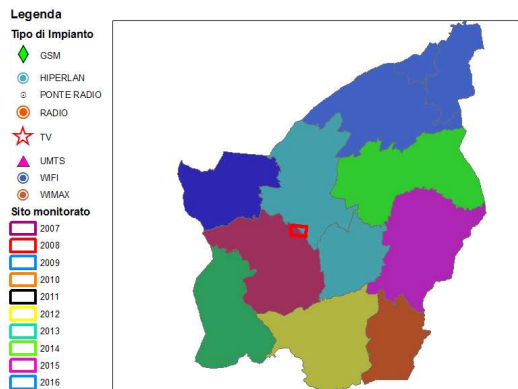 Legenda
Tipo di Impianto
GSM
HIPERLAN
PONTE RADIO
RADIO
TV
UMTS
WIFI
WIMAX
Sito monitorato
2007
2008
2009
2010
2011
2012
2013
2014
2015
2016